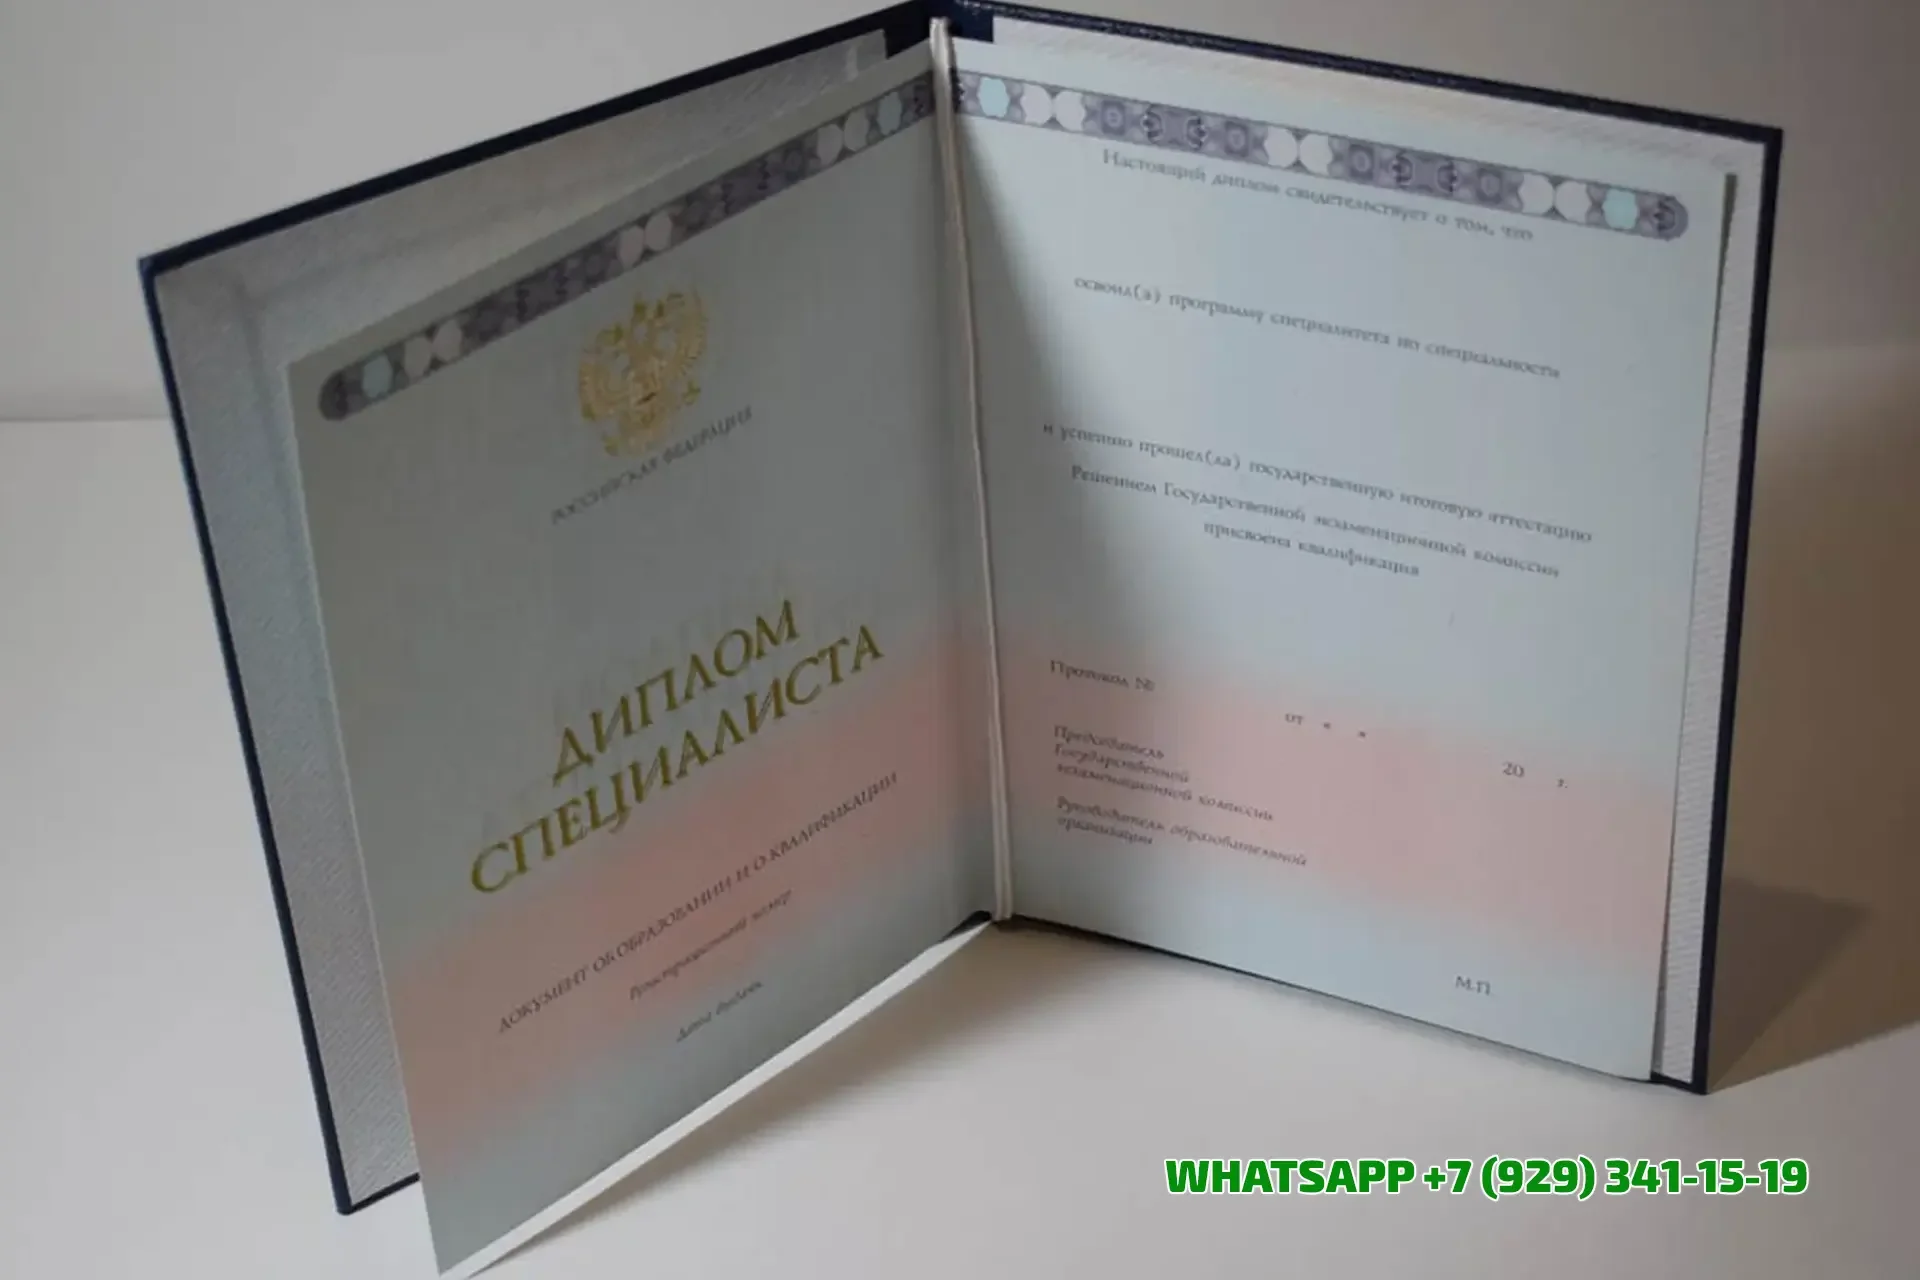 РОССИЙСКАЯ ФЕДЕРАЦИЯ
ДИПЛОМ
СПЕЦИАЛИСТА
ДОКУМЕНТ ОБ ОБРАЗОВАНИИ И О КВАЛИФИКАЦИИ
Регистрационный номер
Дата выдачи
Настоящий диплом свидетельствует о том, что
освоил(а) программу специалитета по специальности
и успешно прошел(ла) государственную итоговую аттестацию
Решением Государственной экзаменационной комиссии
присвоена квалификация
Протокол №
от « »
20 г.
Председатель
Государственной
экзаменационной комиссии
Руководитель образовательной
организации
М.П.
WHATSAPP +7 (929) 341-15-19